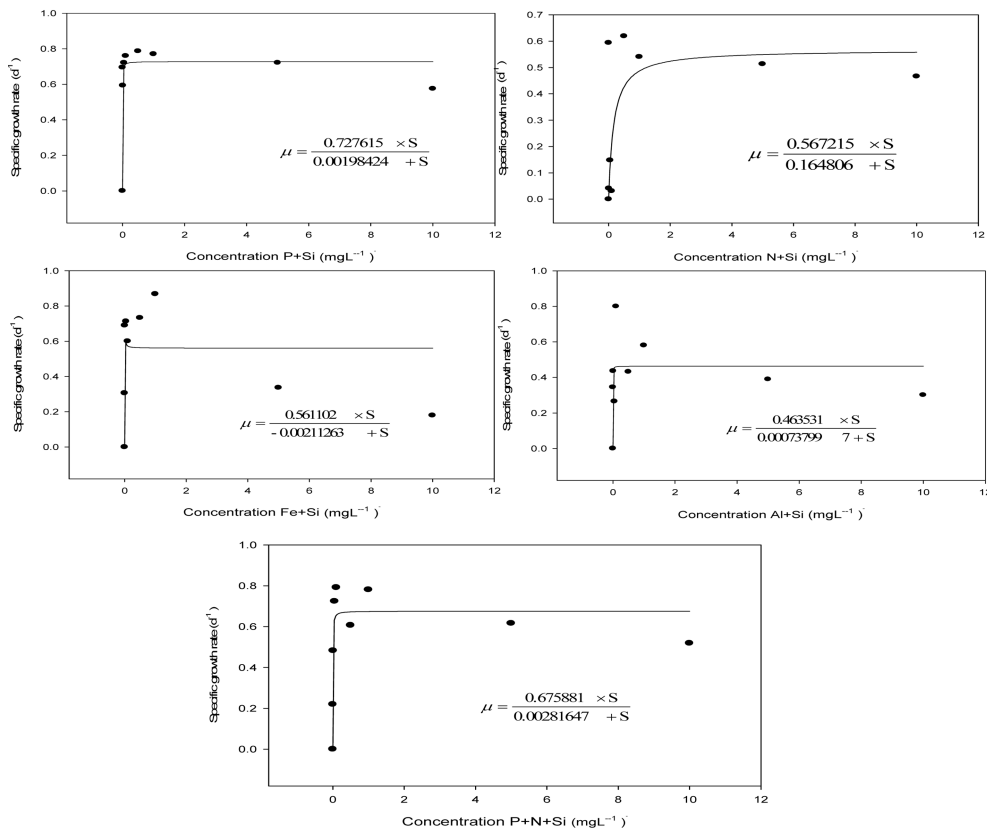 Specific growth rate (d-1)
1.0
0.8
0.6
0.4
0.2
0.0
μ = 0.727615 × S / 0.00198424 + S
0 2 4 6 8 10 12
Concentration P+Si (mgL--1)
Specific growth rate (d-1)
0.7
0.6
0.5
0.4
0.3
0.2
0.1
0.0
μ = 0.567215 × S / 0.164806 + S
0 2 4 6 8 10 12
Concentration N+Si (mgL--1)
Specific growth rate (d-1)
1.0
0.8
0.6
0.4
0.2
0.0
μ = 0.561102 × S / -0.00211263 + S
0 2 4 6 8 10 12
Concentration Fe+Si (mgL--1)
Specific growth rate (d-1)
1.0
0.8
0.6
0.4
0.2
0.0
μ = 0.463531 × S / 0.00073799 7 + S
0 2 4 6 8 10 12
Concentration Al+Si (mgL--1)
Specific growth rate (d-1)
1.0
0.8
0.6
0.4
0.2
0.0
μ = 0.675881 × S / 0.00281647 + S
0 2 4 6 8 10 12
Concentration P+N+Si (mgL--1)